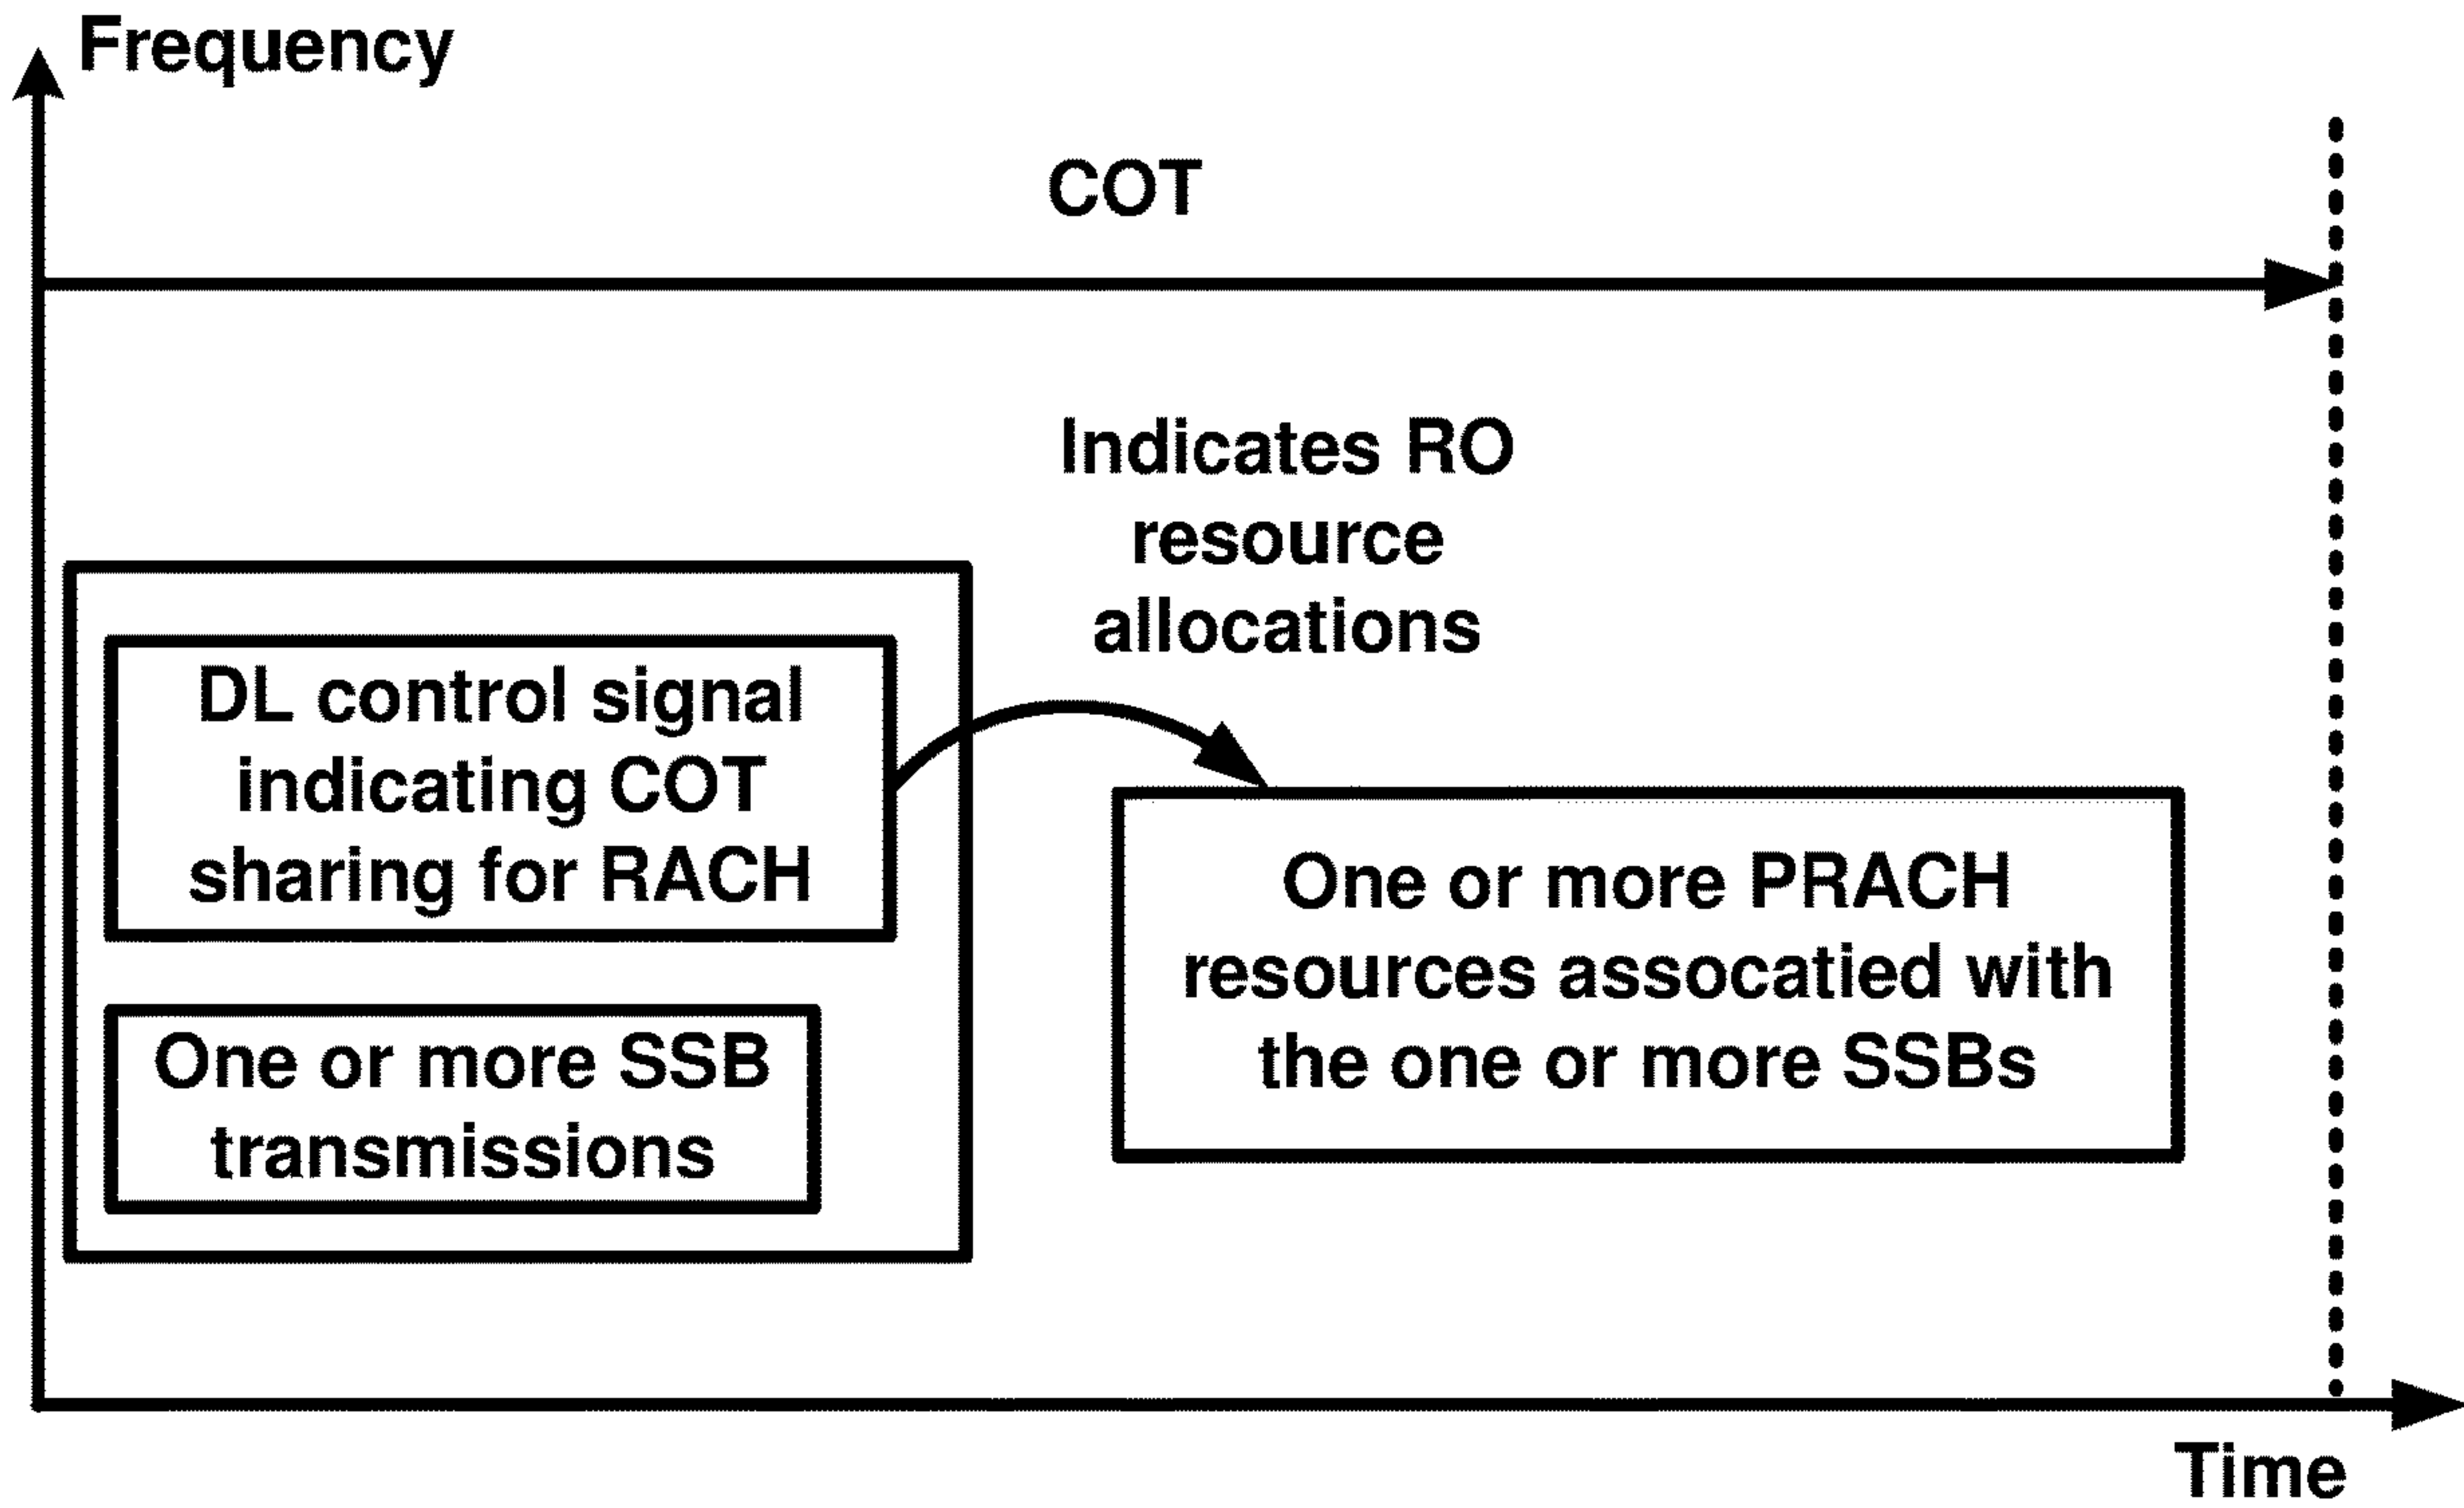 Frequency
COT
Indicates RO
resource
allocations
DL control signal
indicating COT
sharing for RACH
One or more SSB
transmissions
One or more PRACH
resources assocatied with
the one or more SSBs
Time